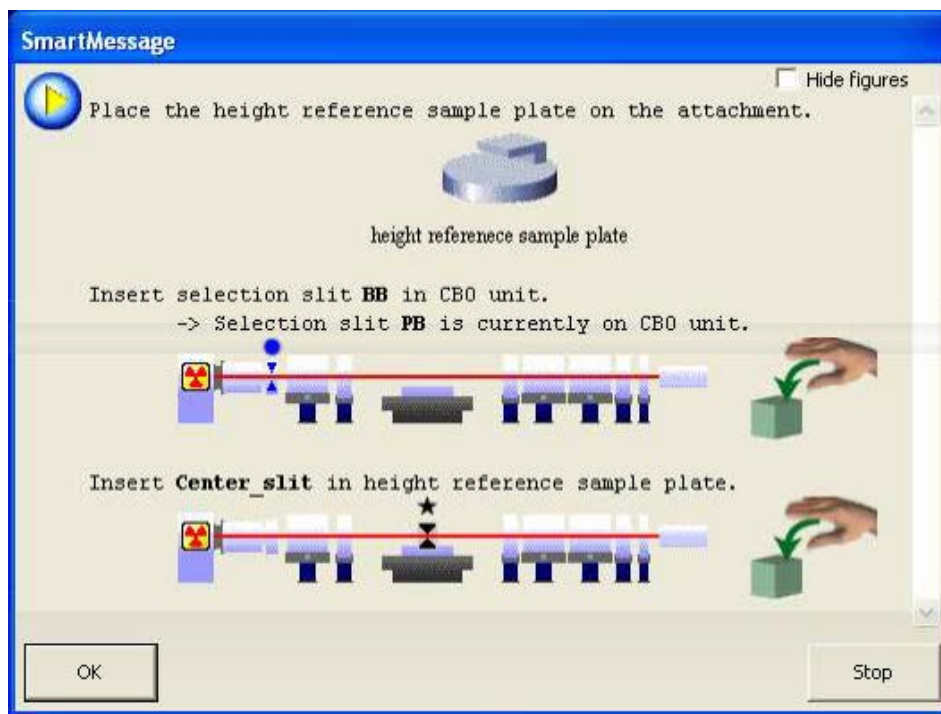 SmartMessage
Hide figures
Place the height reference sample plate on the attachment.
height referenece sample plate
Insert selection slit BB in CBO unit.
-> Selection slit PB is currently on CBO unit.
Insert Center_slit in height reference sample plate.
OK
Stop